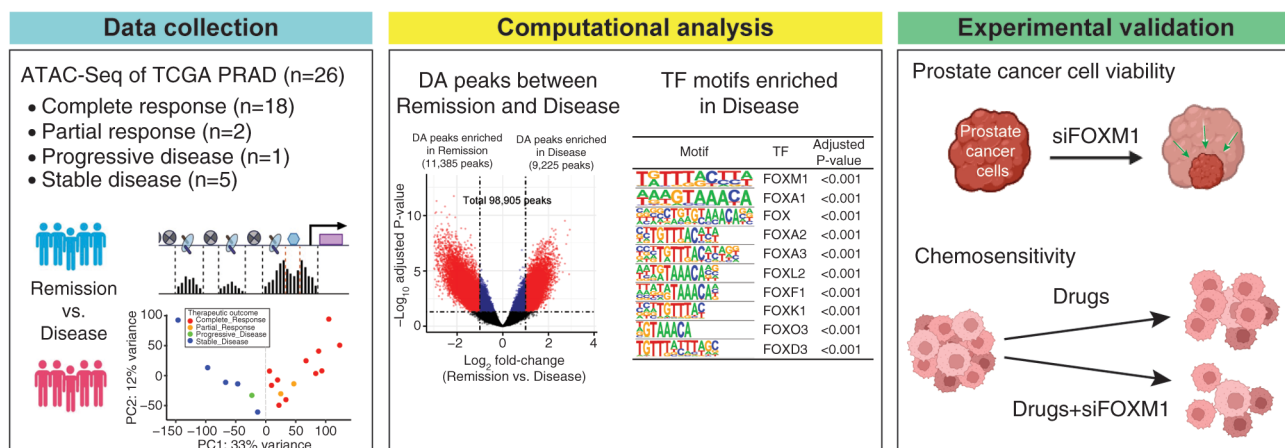 Data collection
ATAC-Seq of TCGA PRAD (n=26)
• Complete response (n=18)
• Partial response (n=2)
• Progressive disease (n=1)
• Stable disease (n=5)
Remission
vs.
Disease
Therapeutic outcome
Complete_Response
Partial_Response
Progressive_Disease
Stable_Disease
100
50
0
−50
PC2: 12% variance
−150 −100 −50 0 50 100
PC1: 33% variance
Computational analysis
DA peaks between
Remission and Disease
DA peaks enriched
in Remission
(11,385 peaks)
DA peaks enriched
in Disease
(9,225 peaks)
Total 98,905 peaks
−Log10 adjusted P-value
10
5
0
−2 0 2 4
Log2 fold-change
(Remission vs. Disease)
TF motifs enriched
in Disease
Motif TF Adjusted
P-value
FOXM1 <0.001
FOXA1 <0.001
FOX <0.001
FOXA2 <0.001
FOXA3 <0.001
FOXL2 <0.001
FOXF1 <0.001
FOXK1 <0.001
FOXO3 <0.001
FOXD3 <0.001
Experimental validation
Prostate cancer cell viability
Prostate
cancer
cells
siFOXM1
Chemosensitivity
Drugs
Drugs+siFOXM1